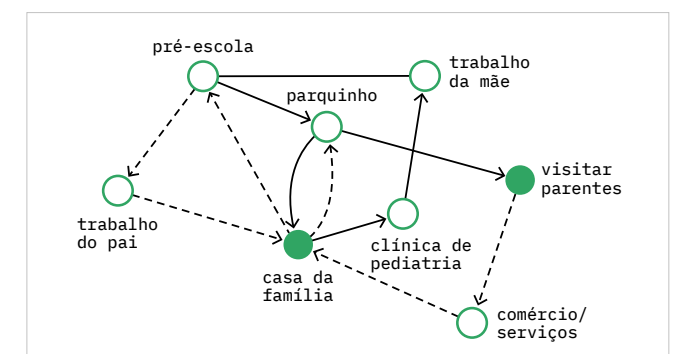 pré-escola
trabalho
da mãe
parquinho
visitar
parentes
trabalho
do pai
clínica de
pediatria
casa da
família
comércio/
serviços